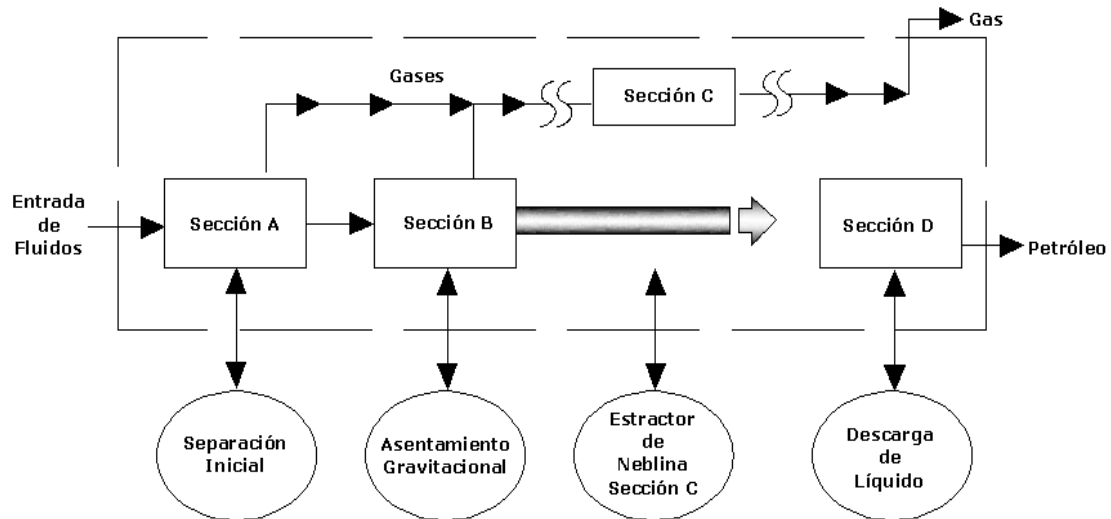 Gas
Gases
Sección C
Entrada
de
Fluidos
Sección A
Sección B
Sección D
Petróleo
Separación
Inicial
Asentamiento
Gravitacional
Estractor
de
Neblina
Sección C
Descarga
de
Líquido